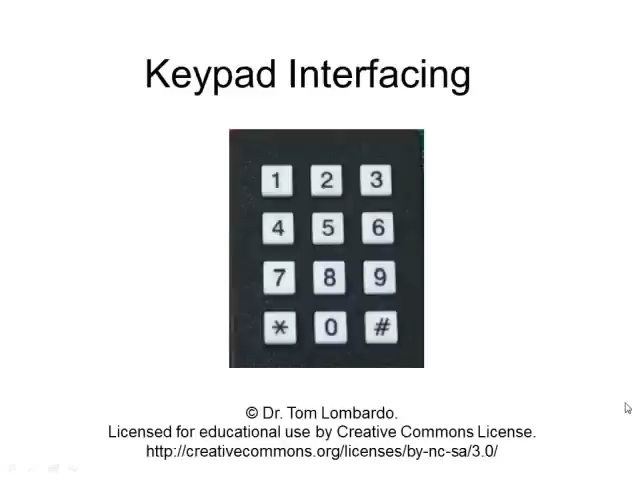 Keypad Interfacing
1 2 3
4 5 6
7 8 9
* 0 #
© Dr. Tom Lombardo.
Licensed for educational use by Creative Commons License.
http://creativecommons.org/licenses/by-nc-sa/3.0/